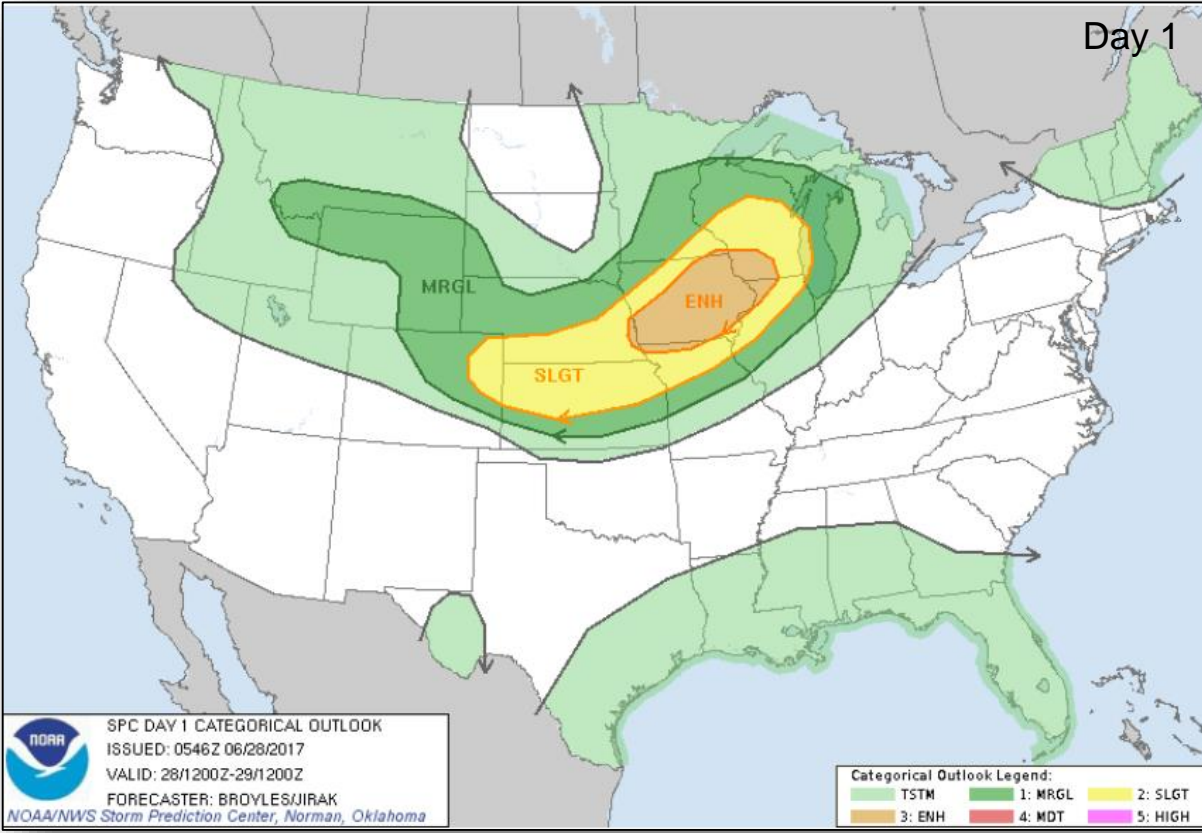 Day 1
MRGL
ENH
SLGT
NOAA
SPC DAY 1 CATEGORICAL OUTLOOK
ISSUED: 0546Z 06/28/2017
VALID: 28/1200Z-29/1200Z
FORECASTER: BROYLES/JIRAK
NOAA/NWS Storm Prediction Center, Norman, Oklahoma
Categorical Outlook Legend:
TSTM 1: MRGL 2: SLGT
3: ENH 4: MDT 5: HIGH